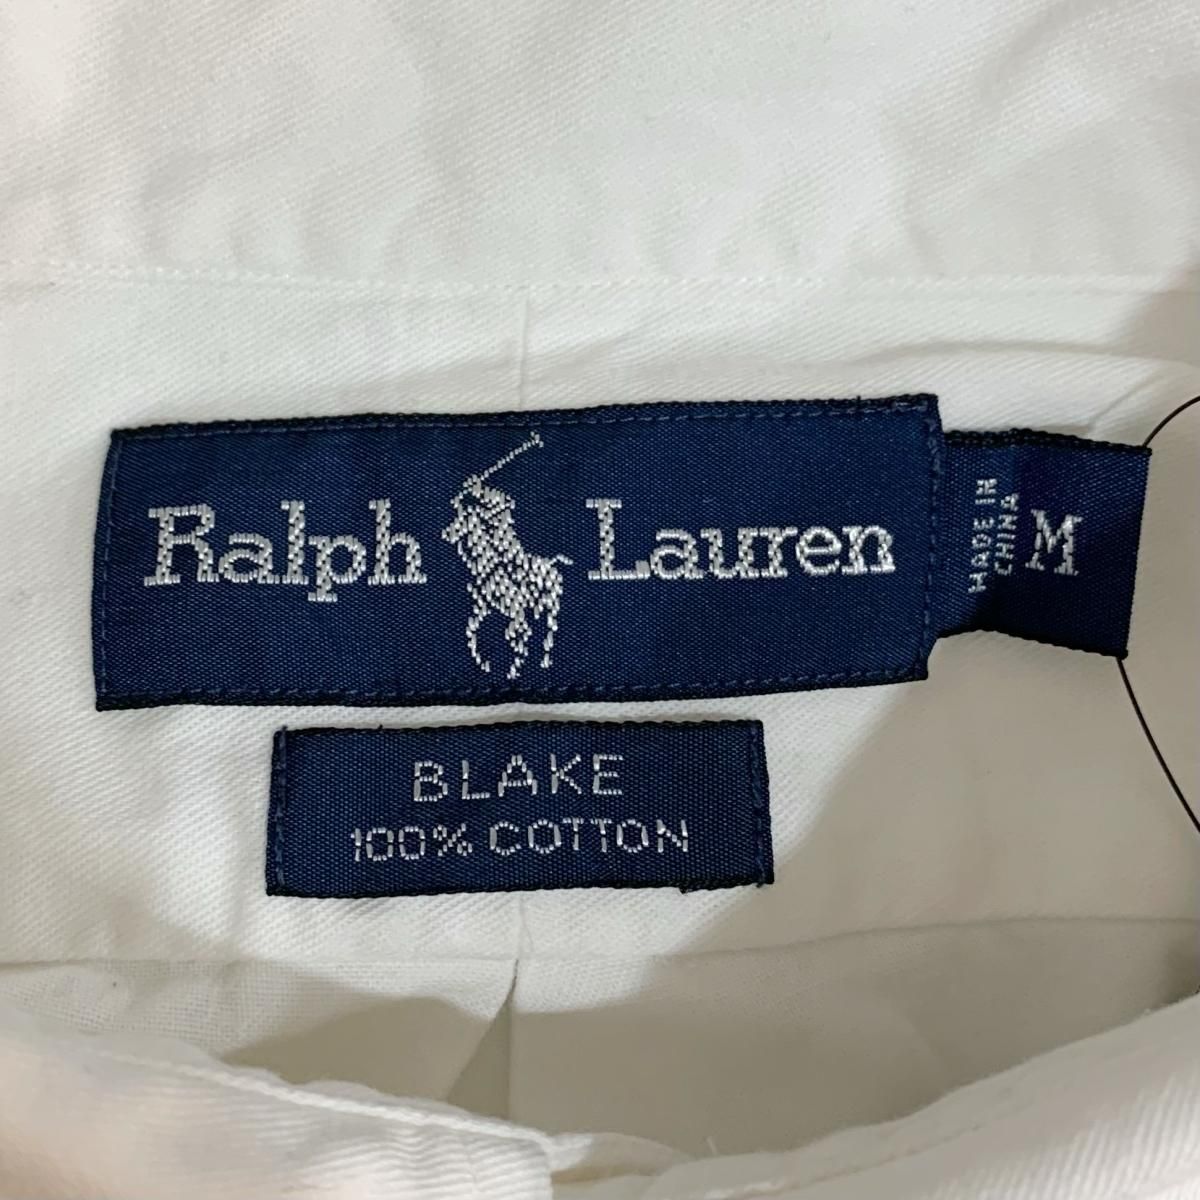 Ralph Lauren
MADE IN
CHINA
M
BLAKE
100% COTTON